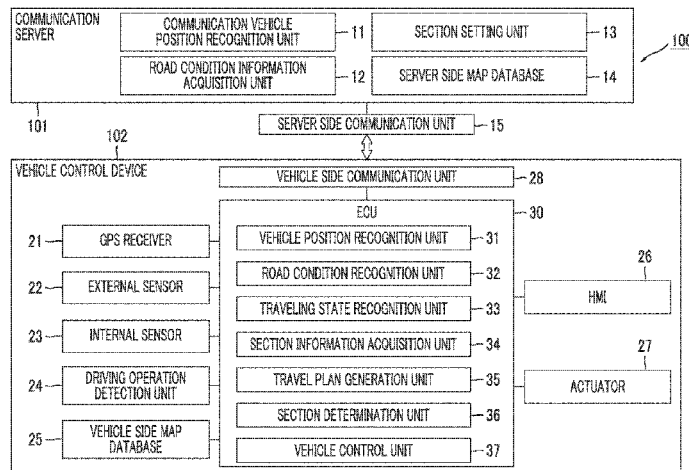 COMMUNICATION
SERVER
COMMUNICATION VEHICLE
POSITION RECOGNITION UNIT
11
SECTION SETTING UNIT
13
100
ROAD CONDITION INFORMATION
ACQUISITION UNIT
12
SERVER SIDE MAP DATABASE
14
101
102
SERVER SIDE COMMUNICATION UNIT
15
VEHICLE CONTROL DEVICE
VEHICLE SIDE COMMUNICATION UNIT
28
ECU
30
21
GPS RECEIVER
VEHICLE POSITION RECOGNITION UNIT
31
22
EXTERNAL SENSOR
ROAD CONDITION RECOGNITION UNIT
32
26
HMI
23
INTERNAL SENSOR
TRAVELING STATE RECOGNITION UNIT
33
SECTION INFORMATION ACQUISITION UNIT
34
24
DRIVING OPERATION
DETECTION UNIT
TRAVEL PLAN GENERATION UNIT
35
27
ACTUATOR
SECTION DETERMINATION UNIT
36
25
VEHICLE SIDE MAP
DATABASE
VEHICLE CONTROL UNIT
37